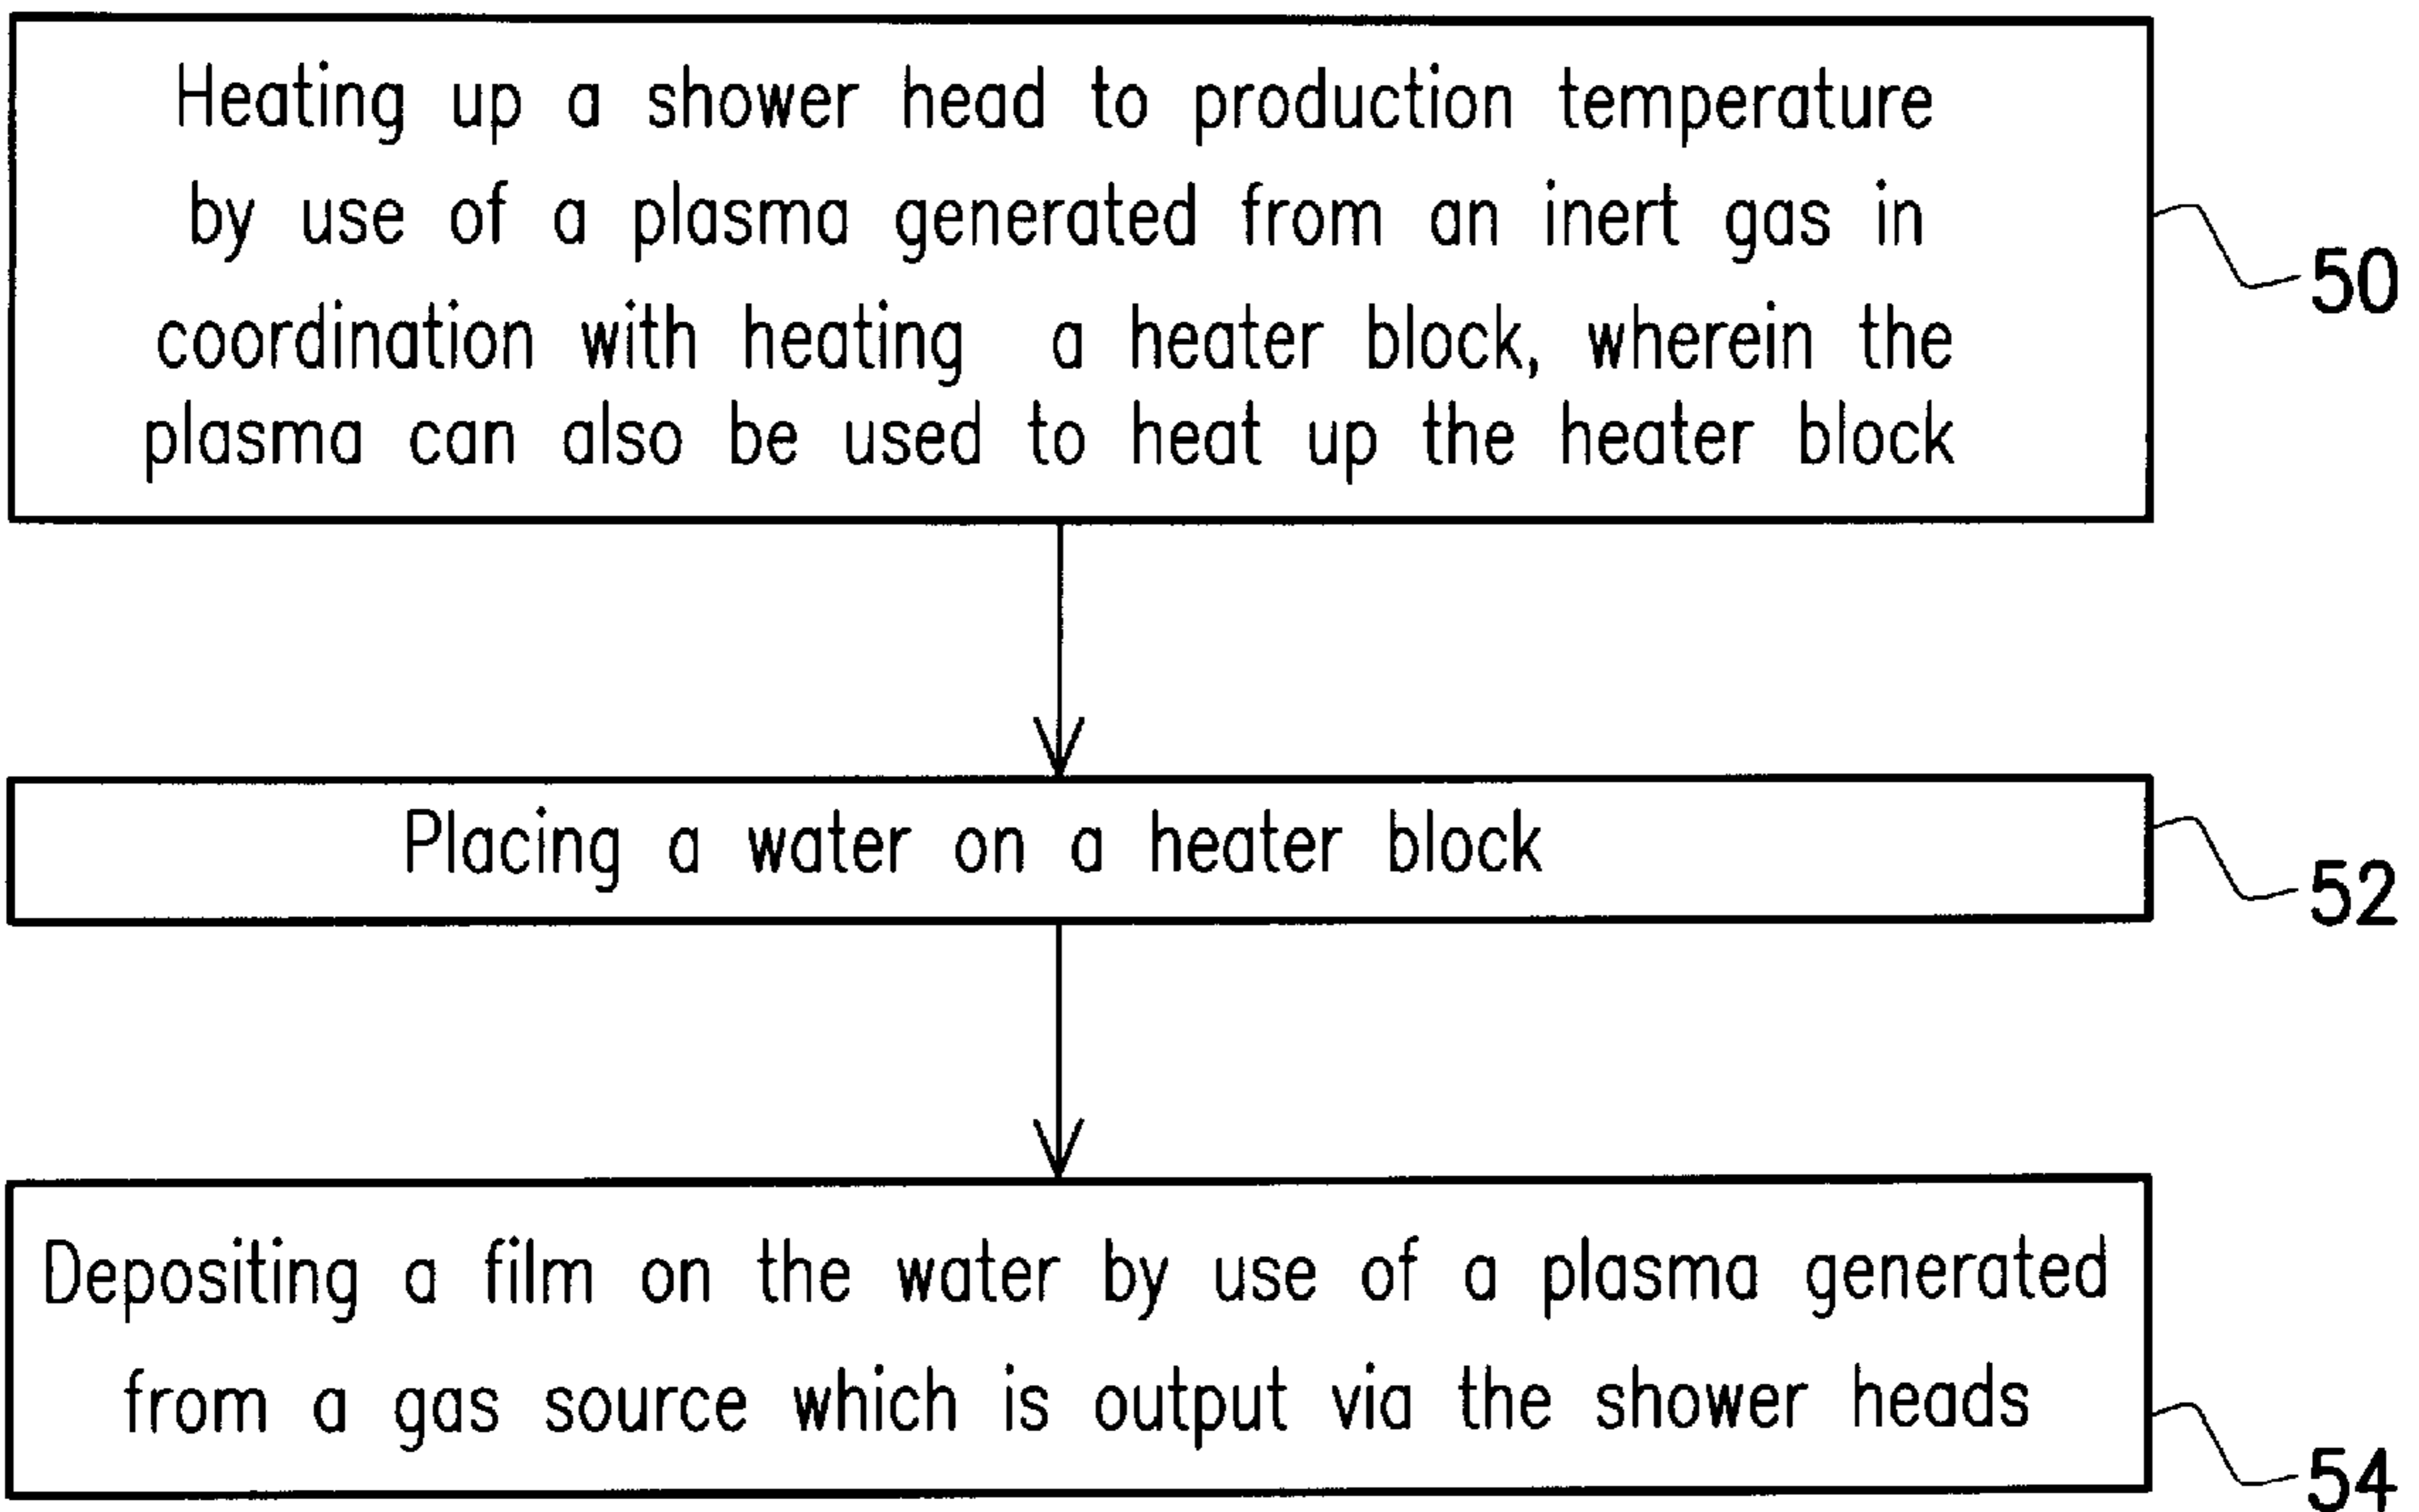 Heating up a shower head to production temperature
by use of a plasma generated from an inert gas in
coordination with heating a heater block, wherein the
plasma can also be used to heat up the heater block
50
Placing a water on a heater block
52
Depositing a film on the water by use of a plasma generated
from a gas source which is output via the shower heads
54